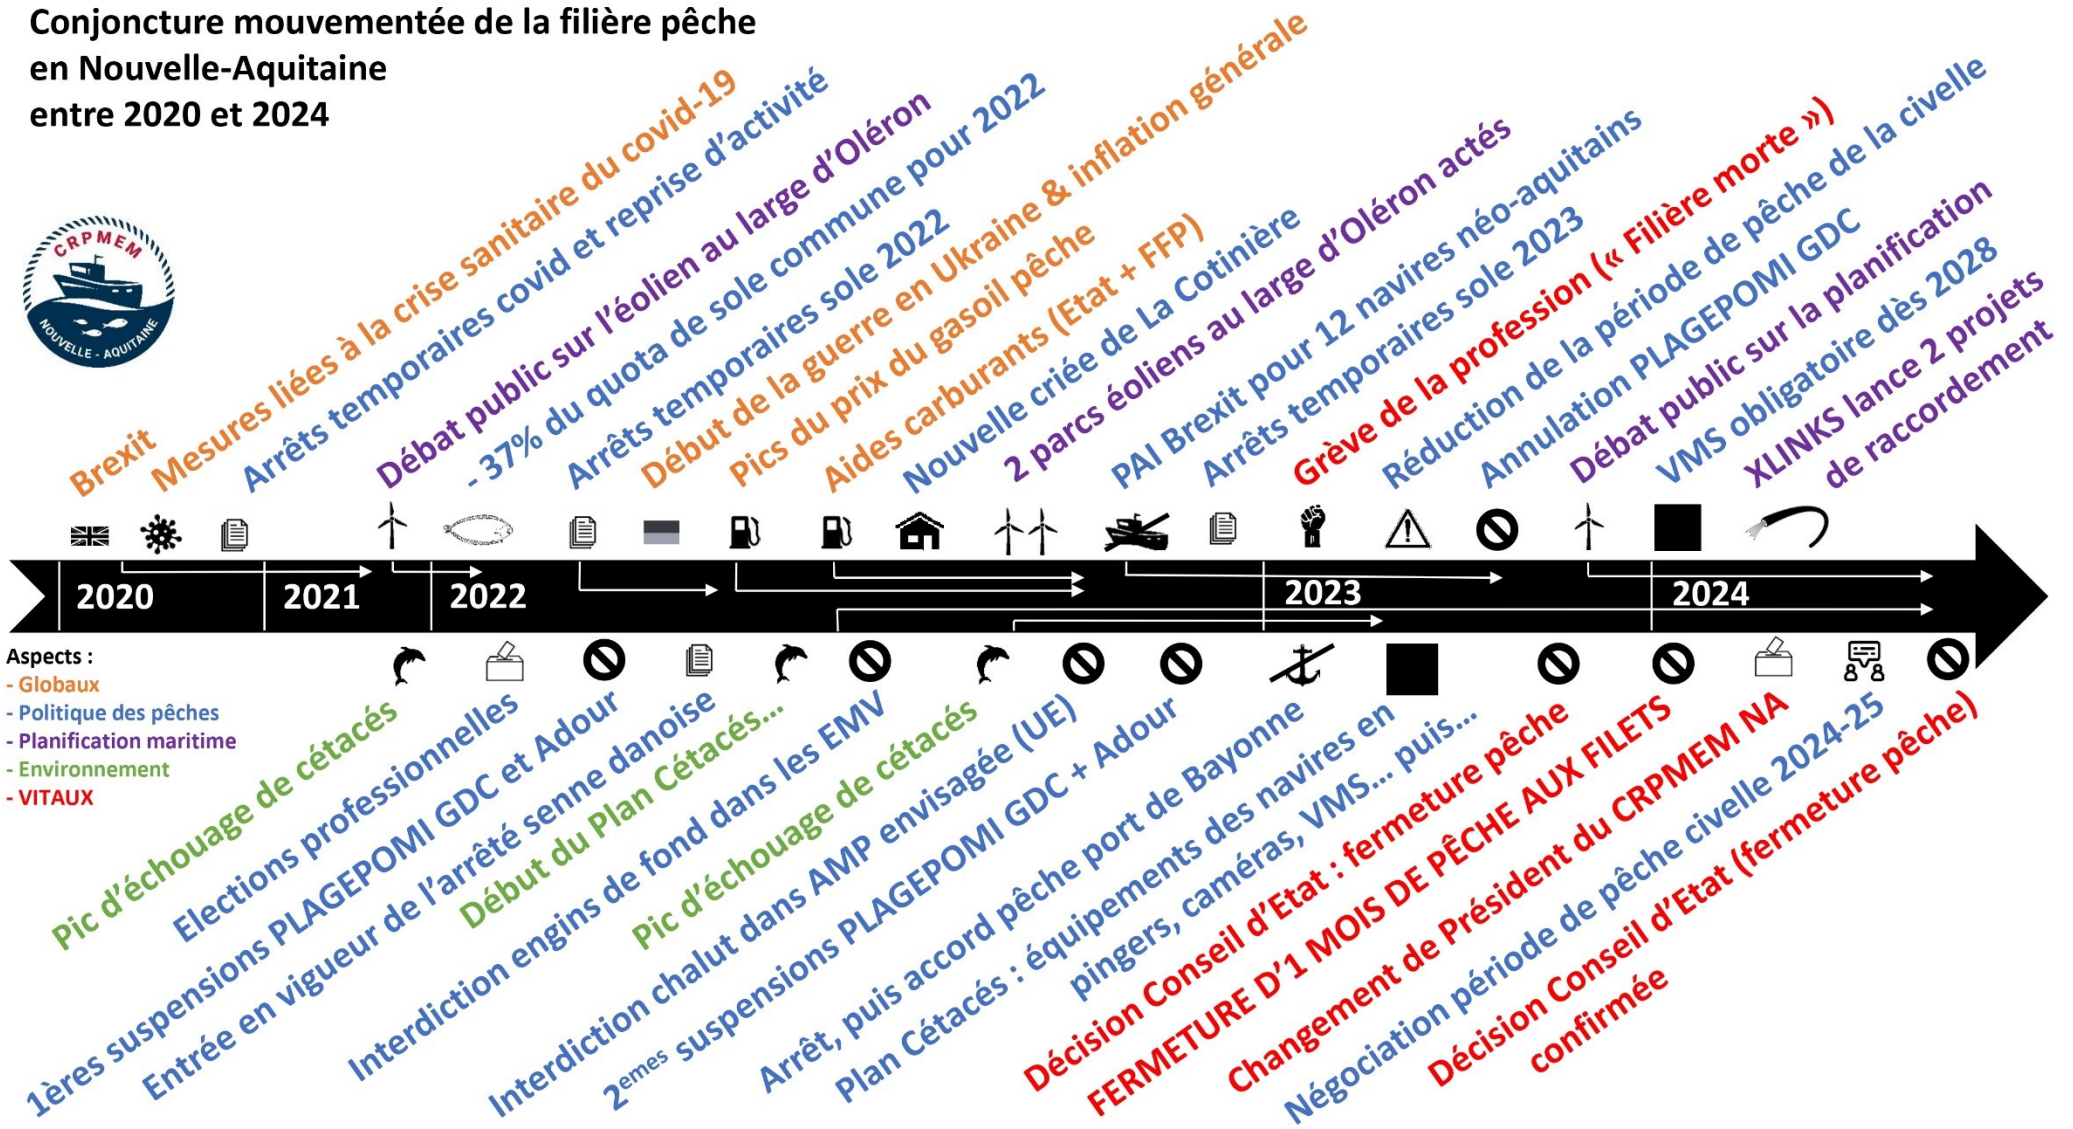 Conjoncture mouvementée de la filière pêche
en Nouvelle-Aquitaine
entre 2020 et 2024
CRPMEM
NOUVELLE - AQUITAINE
Brexit
Mesures liées à la crise sanitaire du covid-19
Arrêts temporaires covid et reprise d’activité
Débat public sur l’éolien au large d’Oléron
- 37% du quota de sole commune pour 2022
Arrêts temporaires sole 2022
Début de la guerre en Ukraine & inflation générale
Pics du prix du gasoil pêche
Aides carburants (Etat + FFP)
Nouvelle criée de La Cotinière
2 parcs éoliens au large d’Oléron actés
PAI Brexit pour 12 navires néo-aquitains
Arrêts temporaires sole 2023
Grève de la profession (« Filière morte »)
Réduction de la période de pêche de la civelle
Annulation PLAGEPOMI GDC
Débat public sur la planification
VMS obligatoire dès 2028
XLINKS lance 2 projets
de raccordement
2020
2021
2022
2023
2024
Aspects :
- Globaux
- Politique des pêches
- Planification maritime
- Environnement
- VITAUX
Pic d’échouage de cétacés
Elections professionnelles
1ères suspensions PLAGEPOMI GDC et Adour
Entrée en vigueur de l’arrêté senne danoise
Début du Plan Cétacés...
Interdiction engins de fond dans les EMV
Pic d’échouage de cétacés
Interdiction chalut dans AMP envisagée (UE)
2emes suspensions PLAGEPOMI GDC + Adour
Arrêt, puis accord pêche port de Bayonne
Plan Cétacés : équipements des navires en
pingers, caméras, VMS... puis...
Décision Conseil d’Etat : fermeture pêche
FERMETURE D’1 MOIS DE PÊCHE AUX FILETS
Changement de Président du CRPMEM NA
Négociation période de pêche civelle 2024-25
Décision Conseil d’Etat (fermeture pêche)
confirmée